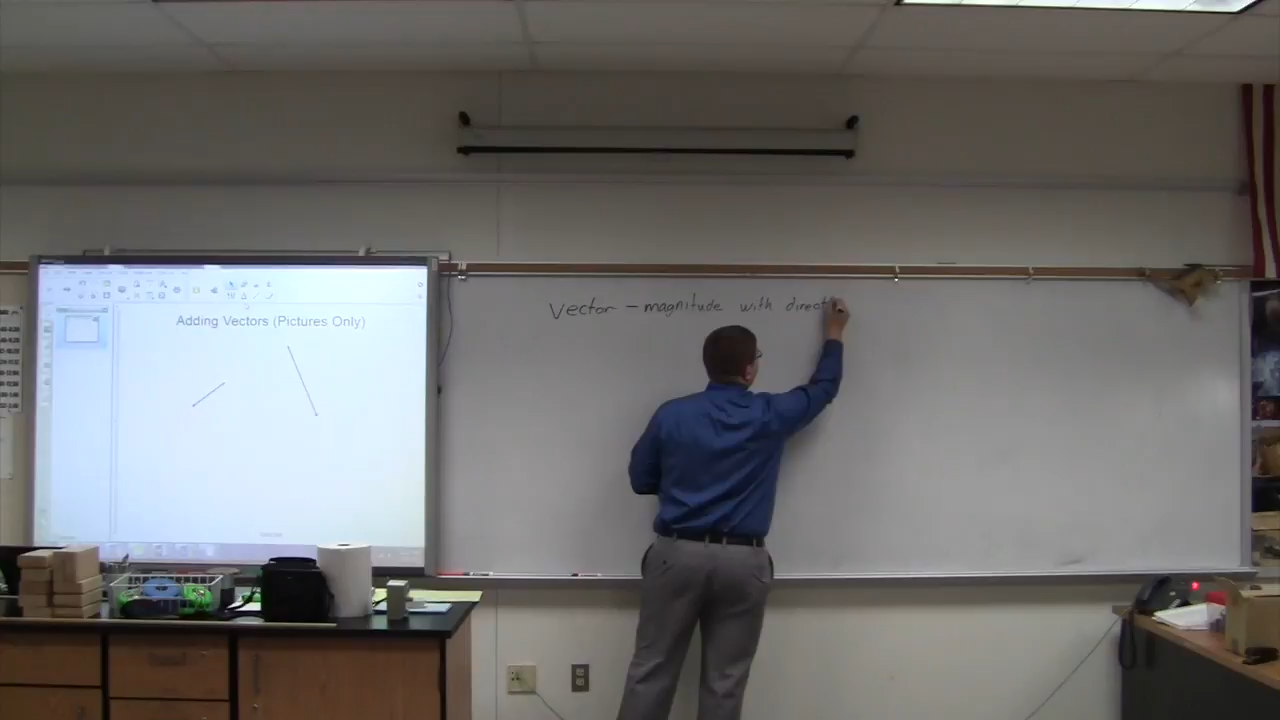 Adding Vectors (Pictures Only)
Vector – magnitude with direct